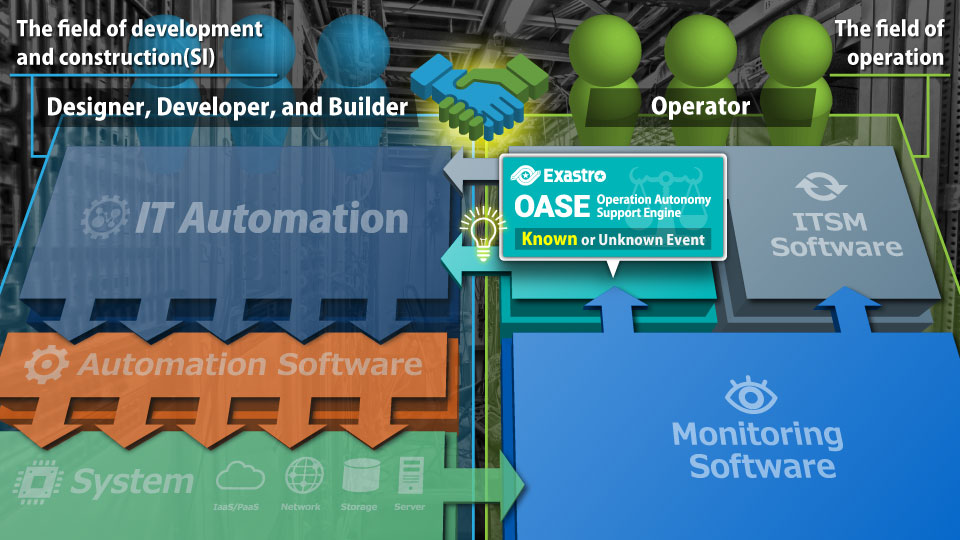 The field of development
and construction(SI)
The field of
operation
Designer, Developer, and Builder
Operator
Exastro
OASE Operation Autonomy
Support Engine
Known or Unknown Event
IT Automation
ITSM
Software
Automation Software
Monitoring
Software
System
IaaS/PaaS
Network
Storage
Server